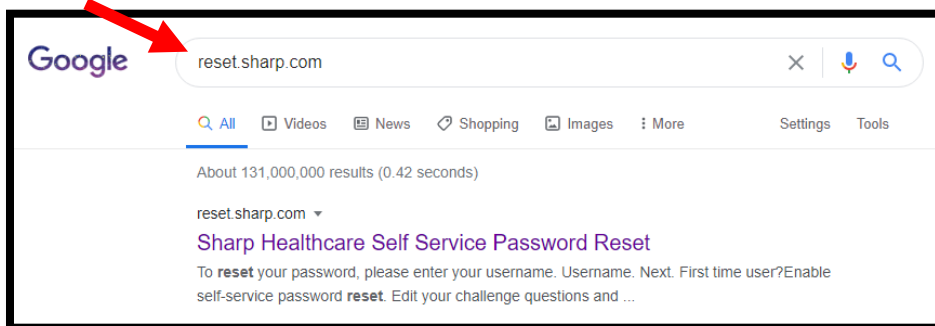 Google
reset.sharp.com
All Videos News Shopping Images More Settings Tools
About 131,000,000 results (0.42 seconds)
reset.sharp.com
Sharp Healthcare Self Service Password Reset
To reset your password, please enter your username. Username. Next. First time user?Enable
self-service password reset. Edit your challenge questions and ...